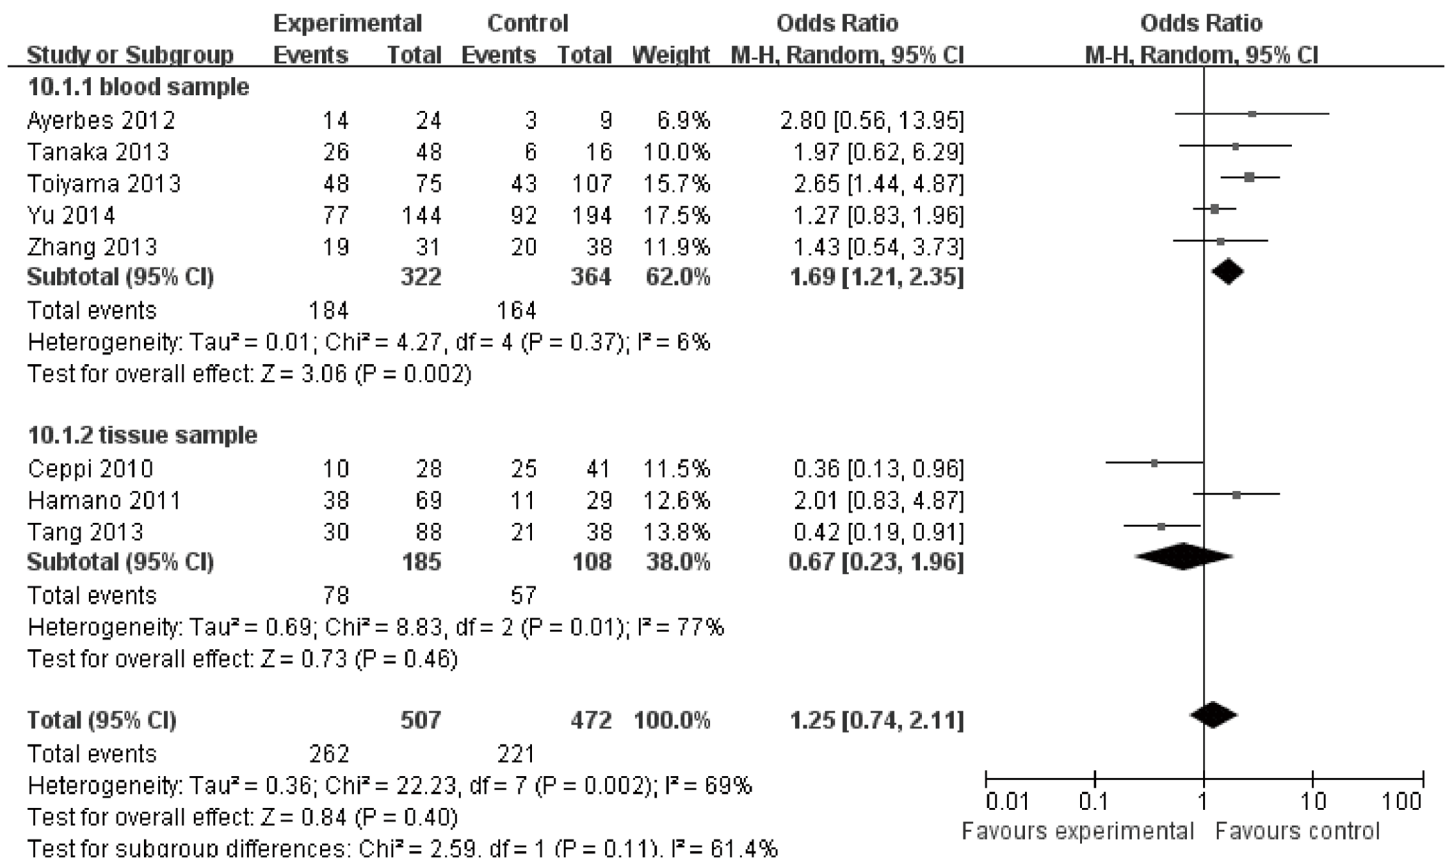 Experimental Control Odds Ratio Odds Ratio
Study or Subgroup Events Total Events Total Weight M-H, Random, 95% CI M-H, Random, 95% CI
10.1.1 blood sample
Ayerbes 2012 14 24 3 9 6.9% 2.80 [0.56, 13.95]
Tanaka 2013 26 48 6 16 10.0% 1.97 [0.62, 6.29]
Toiyama 2013 48 75 43 107 15.7% 2.65 [1.44, 4.87]
Yu 2014 77 144 92 194 17.5% 1.27 [0.83, 1.96]
Zhang 2013 19 31 20 38 11.9% 1.43 [0.54, 3.73]
Subtotal (95% CI) 322 364 62.0% 1.69 [1.21, 2.35]
Total events 184 164
Heterogeneity: Tau² = 0.01; Chi² = 4.27, df = 4 (P = 0.37); I² = 6%
Test for overall effect: Z = 3.06 (P = 0.002)
10.1.2 tissue sample
Ceppi 2010 10 28 25 41 11.5% 0.36 [0.13, 0.96]
Hamano 2011 38 69 11 29 12.6% 2.01 [0.83, 4.87]
Tang 2013 30 88 21 38 13.8% 0.42 [0.19, 0.91]
Subtotal (95% CI) 185 108 38.0% 0.67 [0.23, 1.96]
Total events 78 57
Heterogeneity: Tau² = 0.69; Chi² = 8.83, df = 2 (P = 0.01); I² = 77%
Test for overall effect: Z = 0.73 (P = 0.46)
Total (95% CI) 507 472 100.0% 1.25 [0.74, 2.11]
Total events 262 221
Heterogeneity: Tau² = 0.36; Chi² = 22.23, df = 7 (P = 0.002); I² = 69%
Test for overall effect: Z = 0.84 (P = 0.40)
Test for subgroup differences: Chi² = 2.59, df = 1 (P = 0.11), I² = 61.4%
0.01 0.1 1 10 100
Favours experimental Favours control